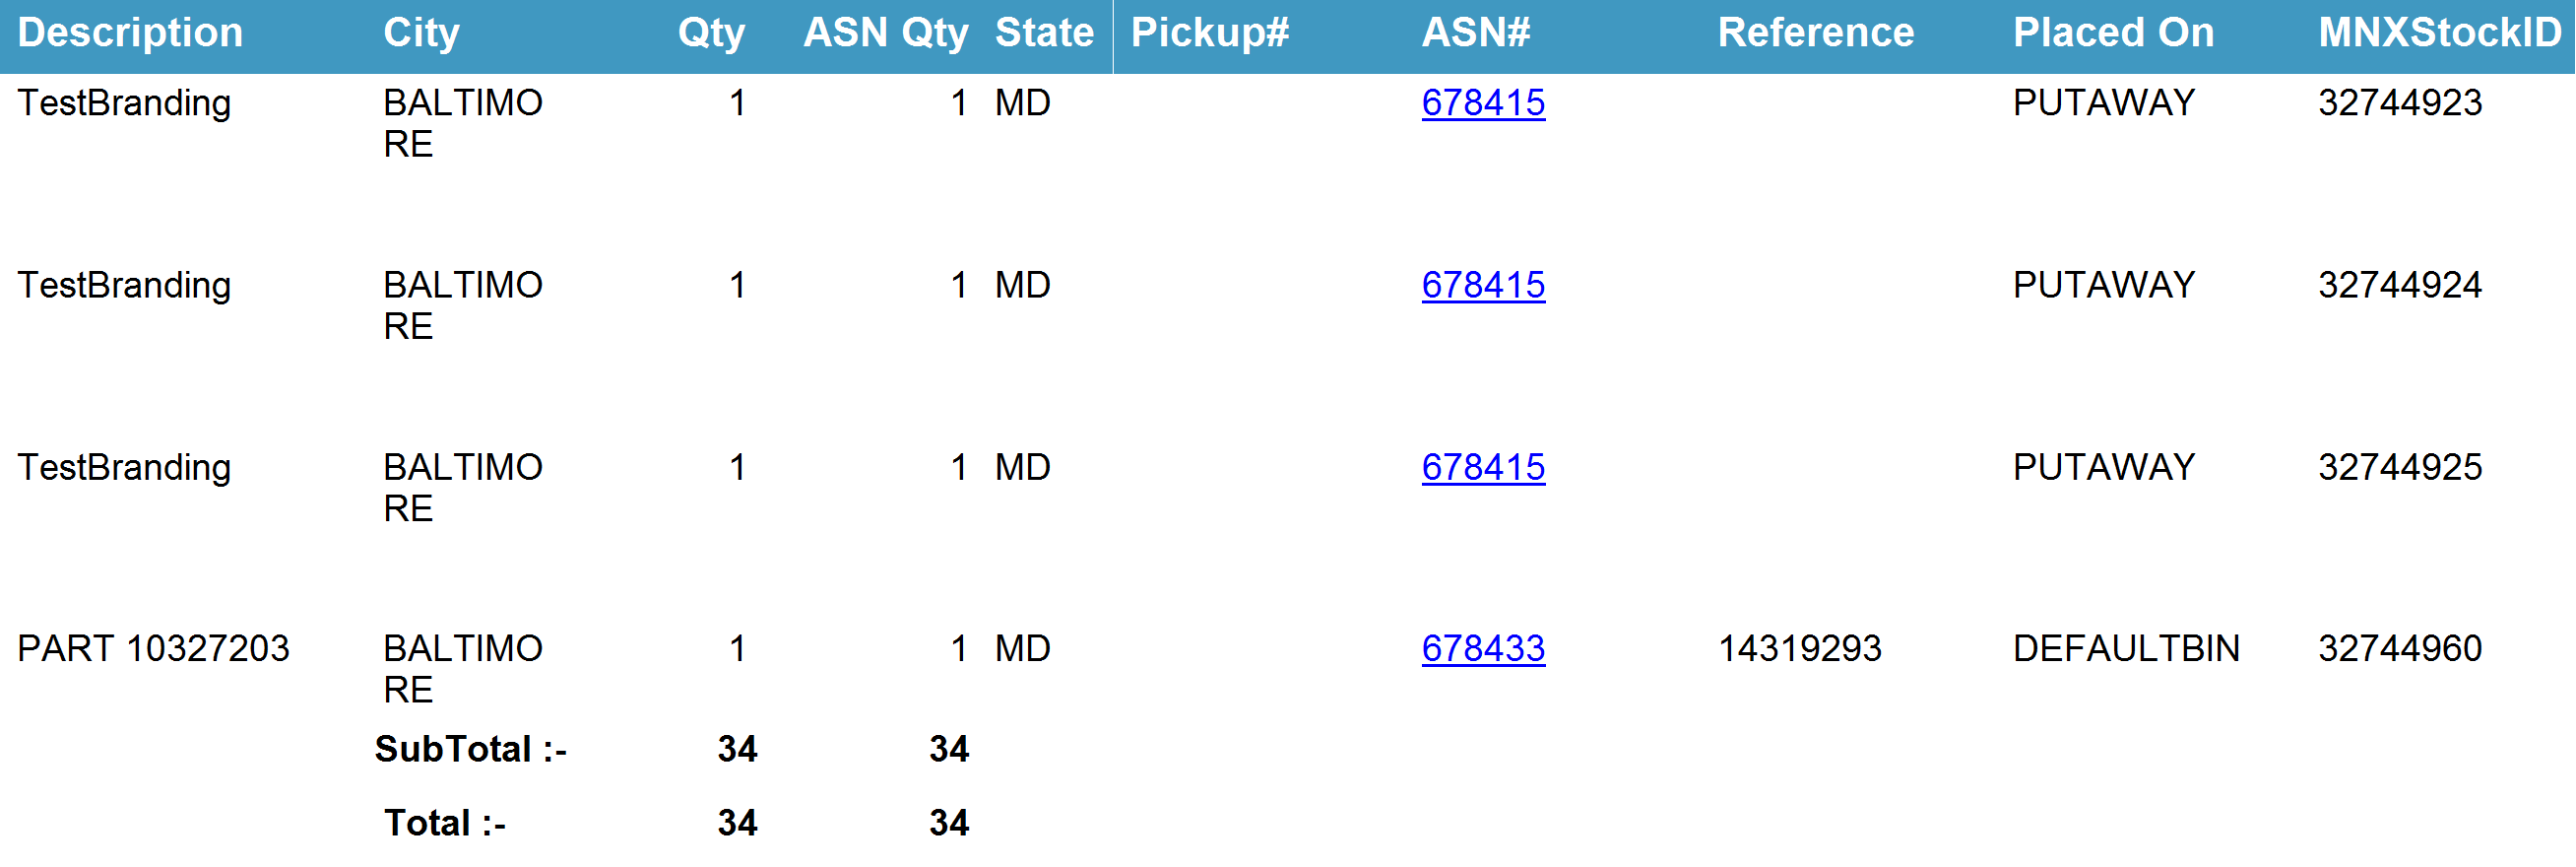 Description City Qty ASN Qty State Pickup# ASN# Reference Placed On MNXStockID
TestBranding BALTIMO 1 1 MD 678415 PUTAWAY 32744923
RE
TestBranding BALTIMO 1 1 MD 678415 PUTAWAY 32744924
RE
TestBranding BALTIMO 1 1 MD 678415 PUTAWAY 32744925
RE
PART 10327203 BALTIMO 1 1 MD 678433 14319293 DEFAULTBIN 32744960
RE
SubTotal :- 34 34
Total :- 34 34